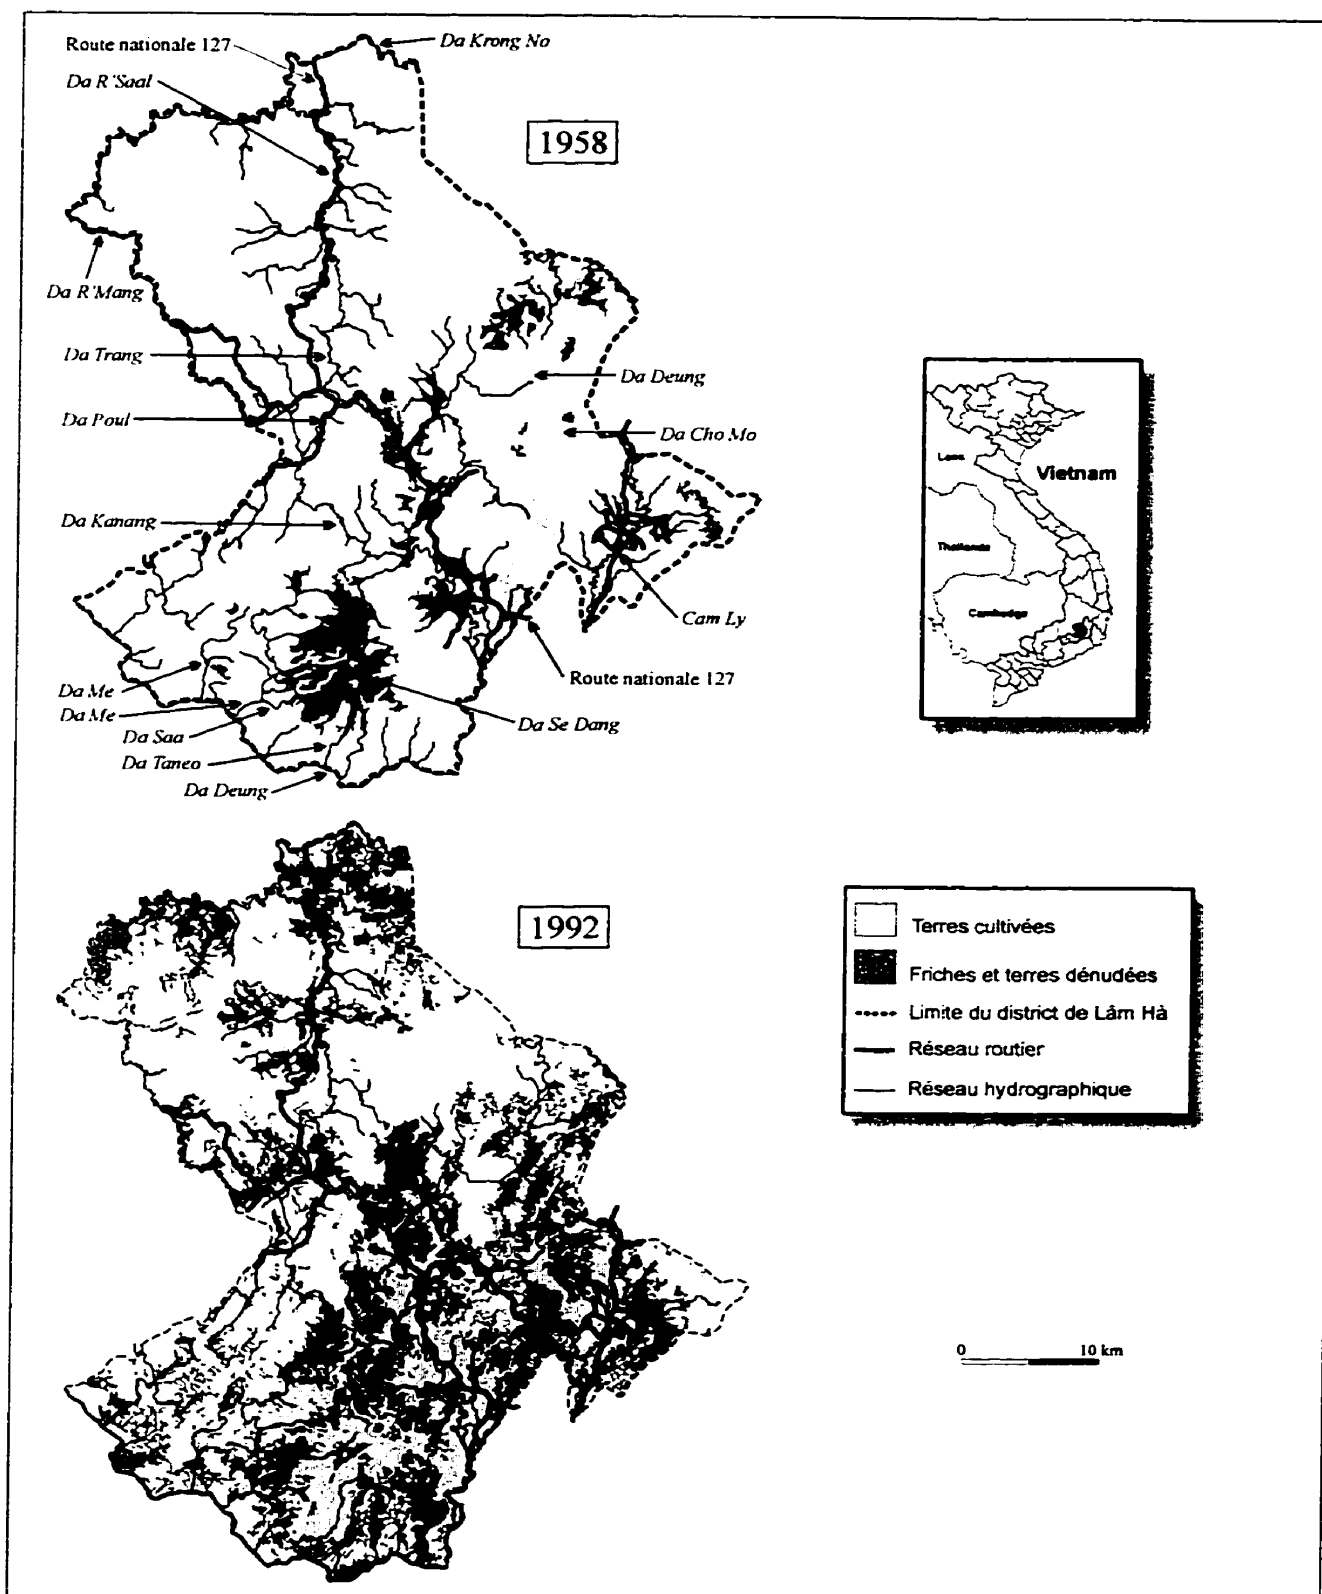 Route nationale 127
Da Krong No
Da R'Saal
1958
Da R'Mang
Da Trang
Da Deung
Da Poul
Da Cho Mo
Da Kanang
Cam Ly
Route nationale 127
Da Me
Da Me
Da Se Dang
Da Saa
Da Taneo
Da Deung
Laos
Vietnam
Thaïlande
Cambodge
1992
Terres cultivées
Friches et terres dénudées
Limite du district de Lâm Hà
Réseau routier
Réseau hydrographique
0 10 km